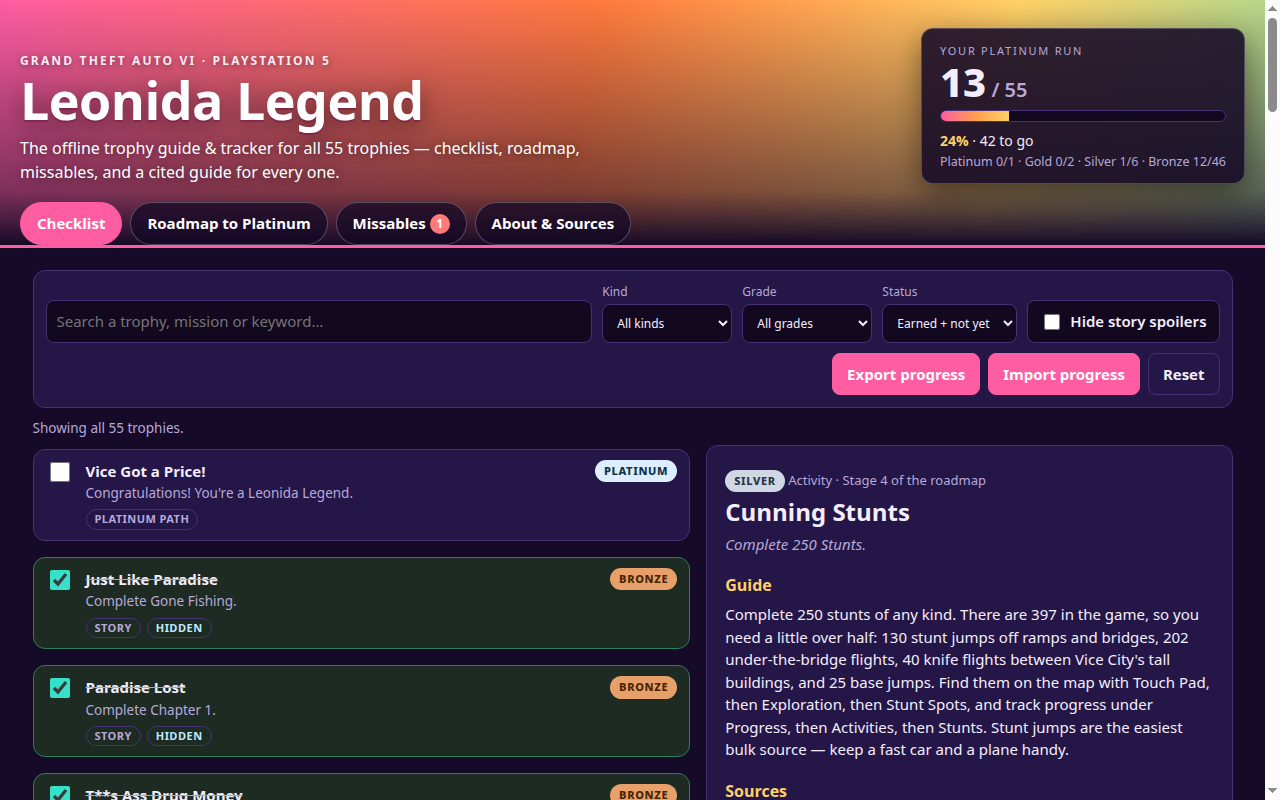 GRAND THEFT AUTO VI · PLAYSTATION 5
Leonida Legend
The offline trophy guide & tracker for all 55 trophies — checklist, roadmap,
missables, and a cited guide for every one.
YOUR PLATINUM RUN
13 / 55
24% · 42 to go
Platinum 0/1 · Gold 0/2 · Silver 1/6 · Bronze 12/46
Checklist
Roadmap to Platinum
Missables 1
About & Sources
Search a trophy, mission or keyword...
Kind
All kinds
Grade
All grades
Status
Earned + not yet
Hide story spoilers
Export progress
Import progress
Reset
Showing all 55 trophies.
Vice Got a Price!
PLATINUM
Congratulations! You're a Leonida Legend.
PLATINUM PATH
Just Like Paradise
BRONZE
Complete Gone Fishing.
STORY
HIDDEN
Paradise Lost
BRONZE
Complete Chapter 1.
STORY
HIDDEN
T**s Ass Drug Money
BRONZE
SILVER Activity · Stage 4 of the roadmap
Cunning Stunts
Complete 250 Stunts.
Guide
Complete 250 stunts of any kind. There are 397 in the game, so you
need a little over half: 130 stunt jumps off ramps and bridges, 202
under-the-bridge flights, 40 knife flights between Vice City's tall
buildings, and 25 base jumps. Find them on the map with Touch Pad,
then Exploration, then Stunt Spots, and track progress under
Progress, then Activities, then Stunts. Stunt jumps are the easiest
bulk source — keep a fast car and a plane handy.
Sources